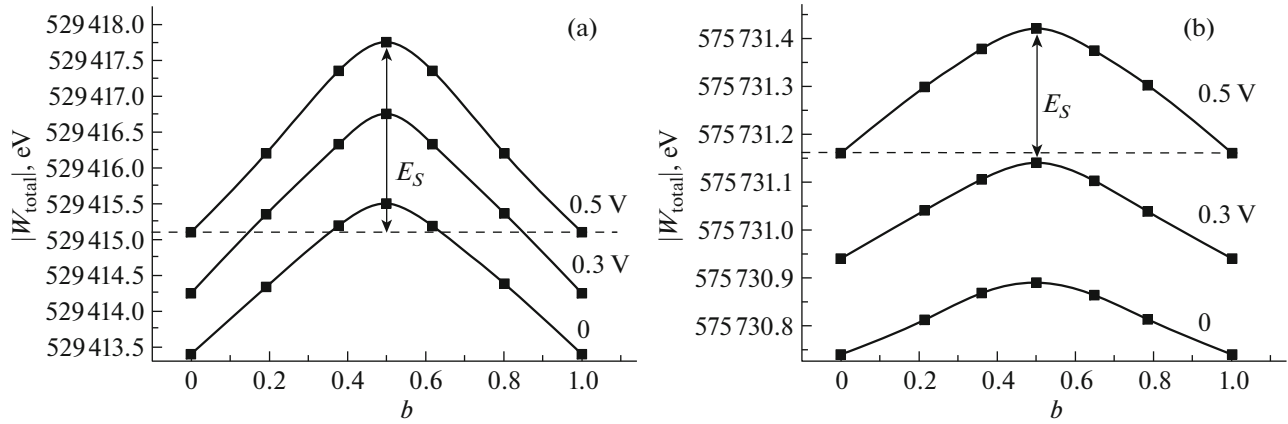 (a)
|W_total|, eV
529 418.0
529 417.5
529 417.0
529 416.5
529 416.0
529 415.5
529 415.0
529 414.5
529 414.0
529 413.5
E_S
0.5 V
0.3 V
0
0 0.2 0.4 0.6 0.8 1.0
b
(b)
|W_total|, eV
575 731.4
575 731.3
575 731.2
575 731.1
575 731.0
575 730.9
575 730.8
E_S
0.5 V
0.3 V
0
0 0.2 0.4 0.6 0.8 1.0
b